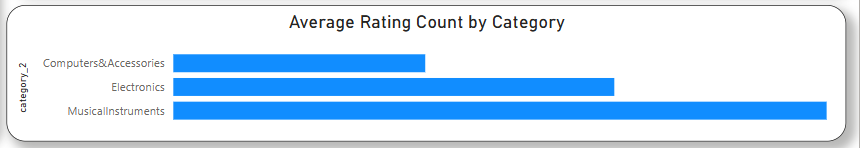 Average Rating Count by Category
category_2
Computers&Accessories
Electronics
MusicalInstruments